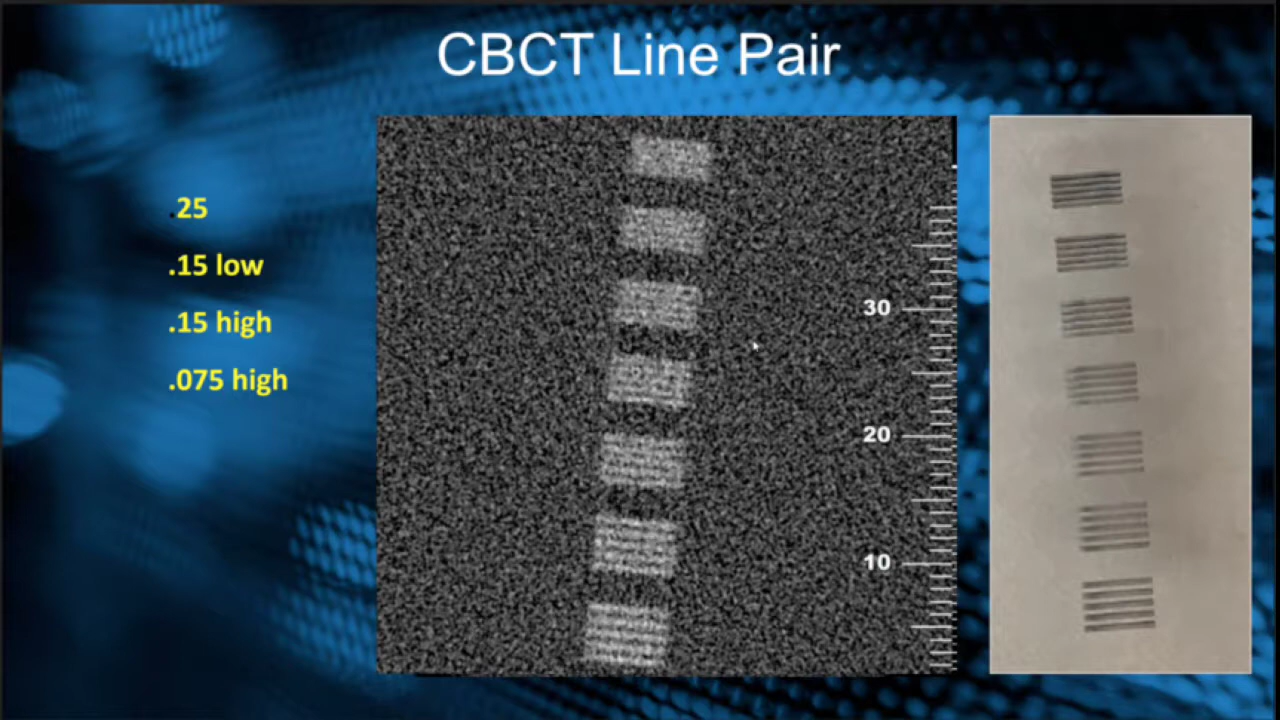 CBCT Line Pair
.25
.15 low
.15 high
.075 high
30
20
10